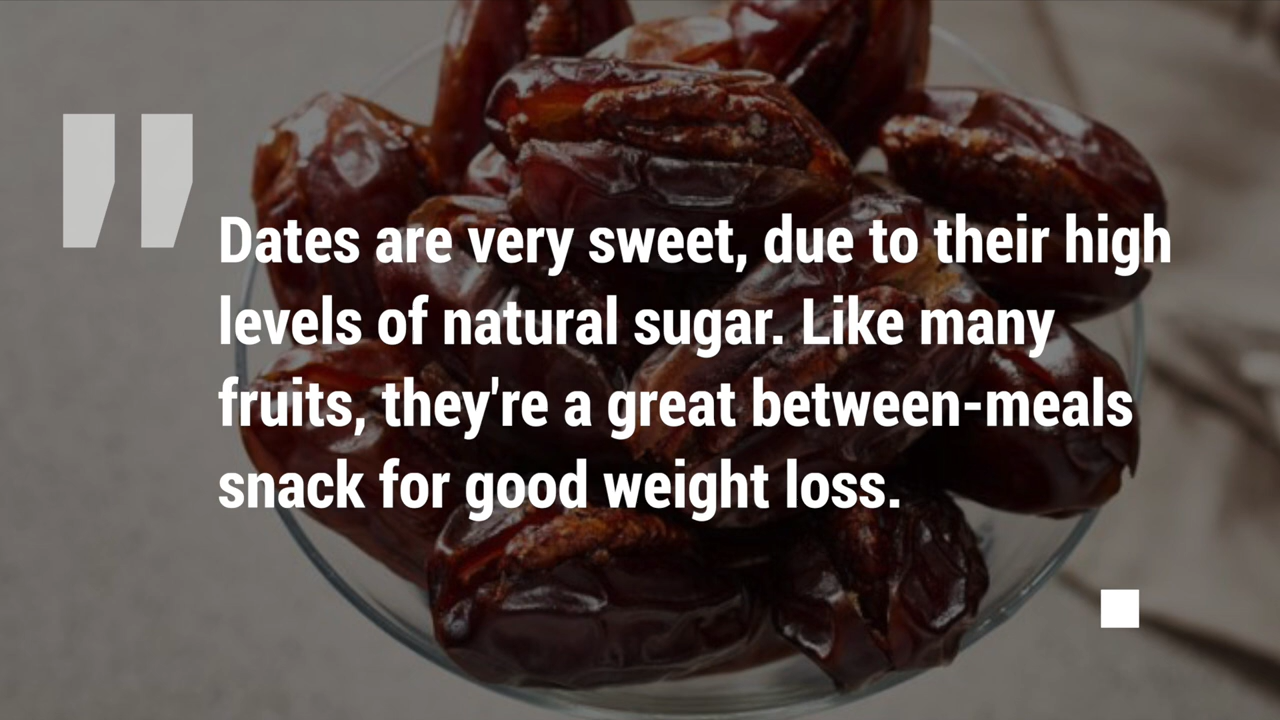 Dates are very sweet, due to their high
levels of natural sugar. Like many
fruits, they're a great between-meals
snack for good weight loss.